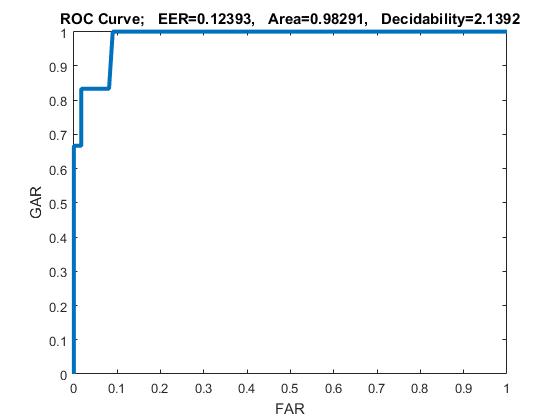 ROC Curve;   EER=0.12393,   Area=0.98291,   Decidability=2.1392
1
0.9
0.8
0.7
0.6
0.5
0.4
0.3
0.2
0.1
0
GAR
0 0.1 0.2 0.3 0.4 0.5 0.6 0.7 0.8 0.9 1
FAR